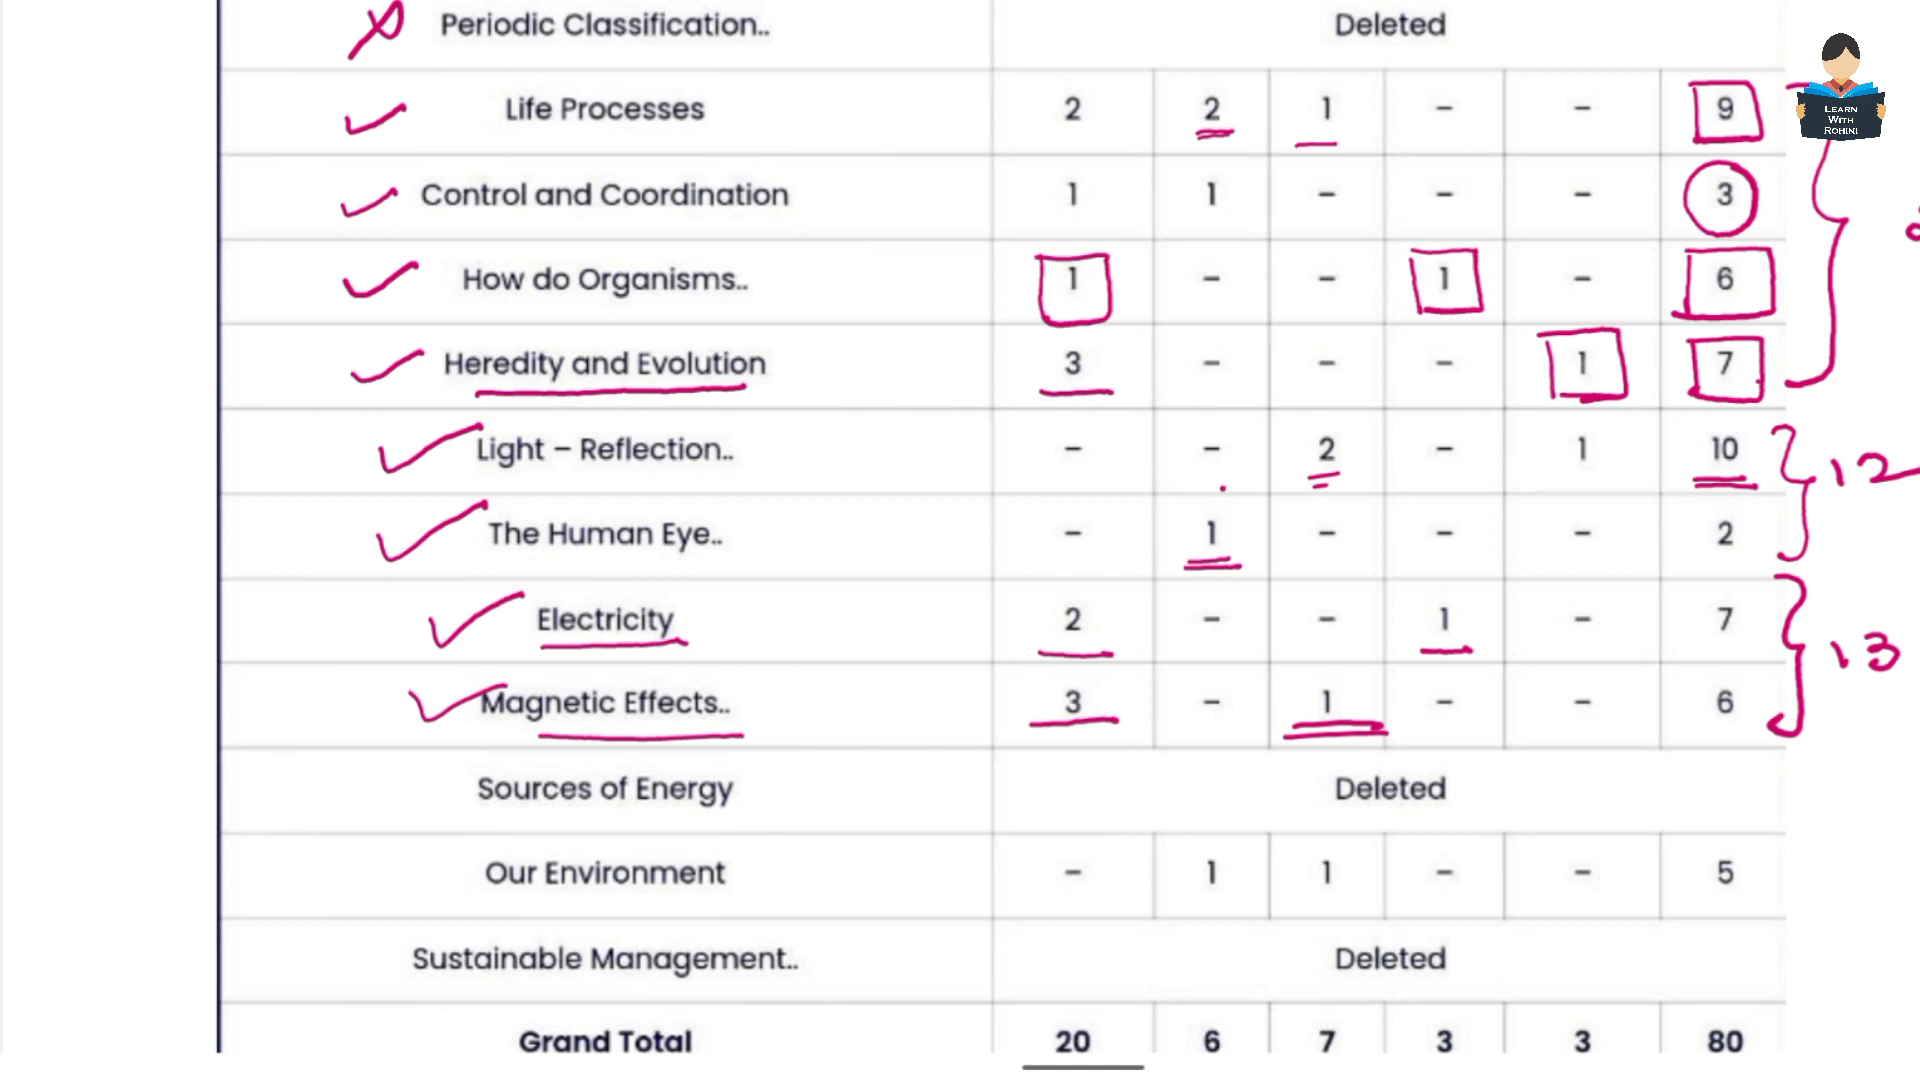 Periodic Classification.. Deleted
Life Processes 2 2 1 – – 9
LEARN
WITH
ROHINI
Control and Coordination 1 1 – – – 3
How do Organisms.. 1 – – 1 – 6
Heredity and Evolution 3 – – – 1 7
Light – Reflection.. – – 2 – 1 10
12
The Human Eye.. – 1 – – – 2
Electricity 2 – – 1 – 7
13
Magnetic Effects.. 3 – 1 – – 6
Sources of Energy Deleted
Our Environment – 1 1 – – 5
Sustainable Management.. Deleted
Grand Total 20 6 7 3 3 80